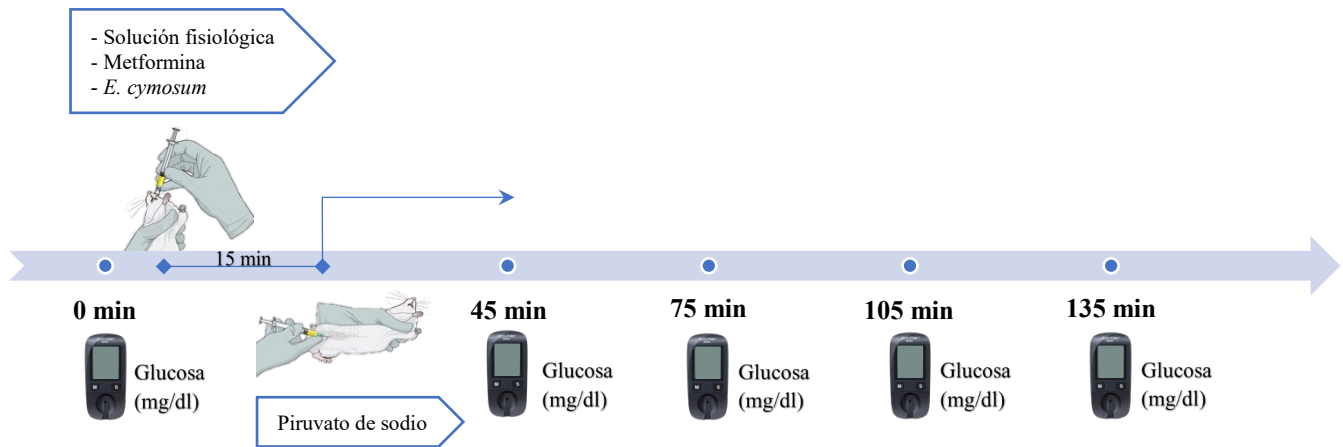 - Solución fisiológica
- Metformina
- E. cymosum
15 min
0 min
45 min
75 min
105 min
135 min
Glucosa
(mg/dl)
Glucosa
(mg/dl)
Glucosa
(mg/dl)
Glucosa
(mg/dl)
Glucosa
(mg/dl)
M S
M S
M S
M S
M S
Piruvato de sodio